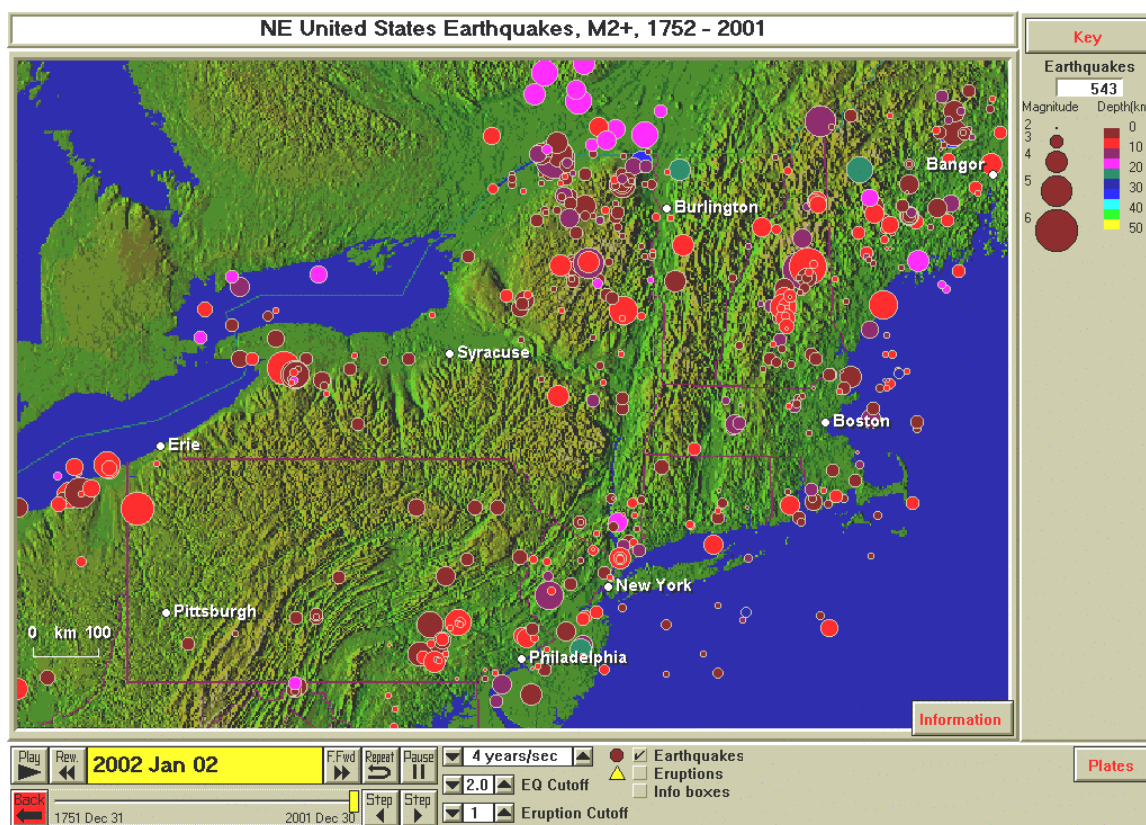 NE United States Earthquakes, M2+, 1752 - 2001
Key
Earthquakes
543
Magnitude Depth(km
2
3
4
5
6
0
10
20
30
40
50
Bangor
Burlington
Syracuse
Boston
Erie
New York
Pittsburgh
0 km 100
Philadelphia
Information
Play
Rew.
2002 Jan 02
F.Fwd
Repeat
Pause
4 years/sec
Earthquakes
Eruptions
Info boxes
2.0 EQ Cutoff
1 Eruption Cutoff
Back
1751 Dec 31
2001 Dec 30
Step
Step
Plates